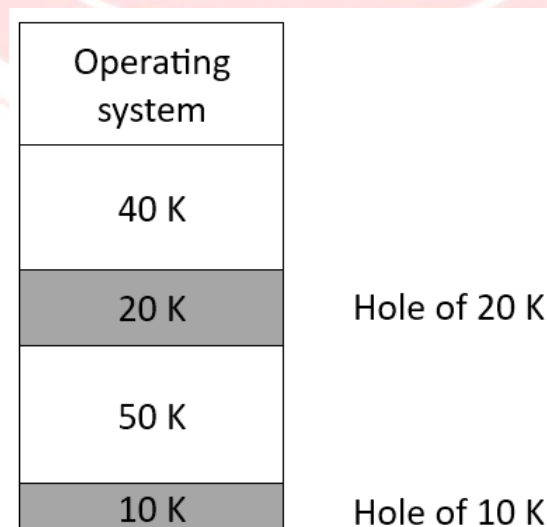 Operating
system
40 K
20 K
Hole of 20 K
50 K
10 K
Hole of 10 K